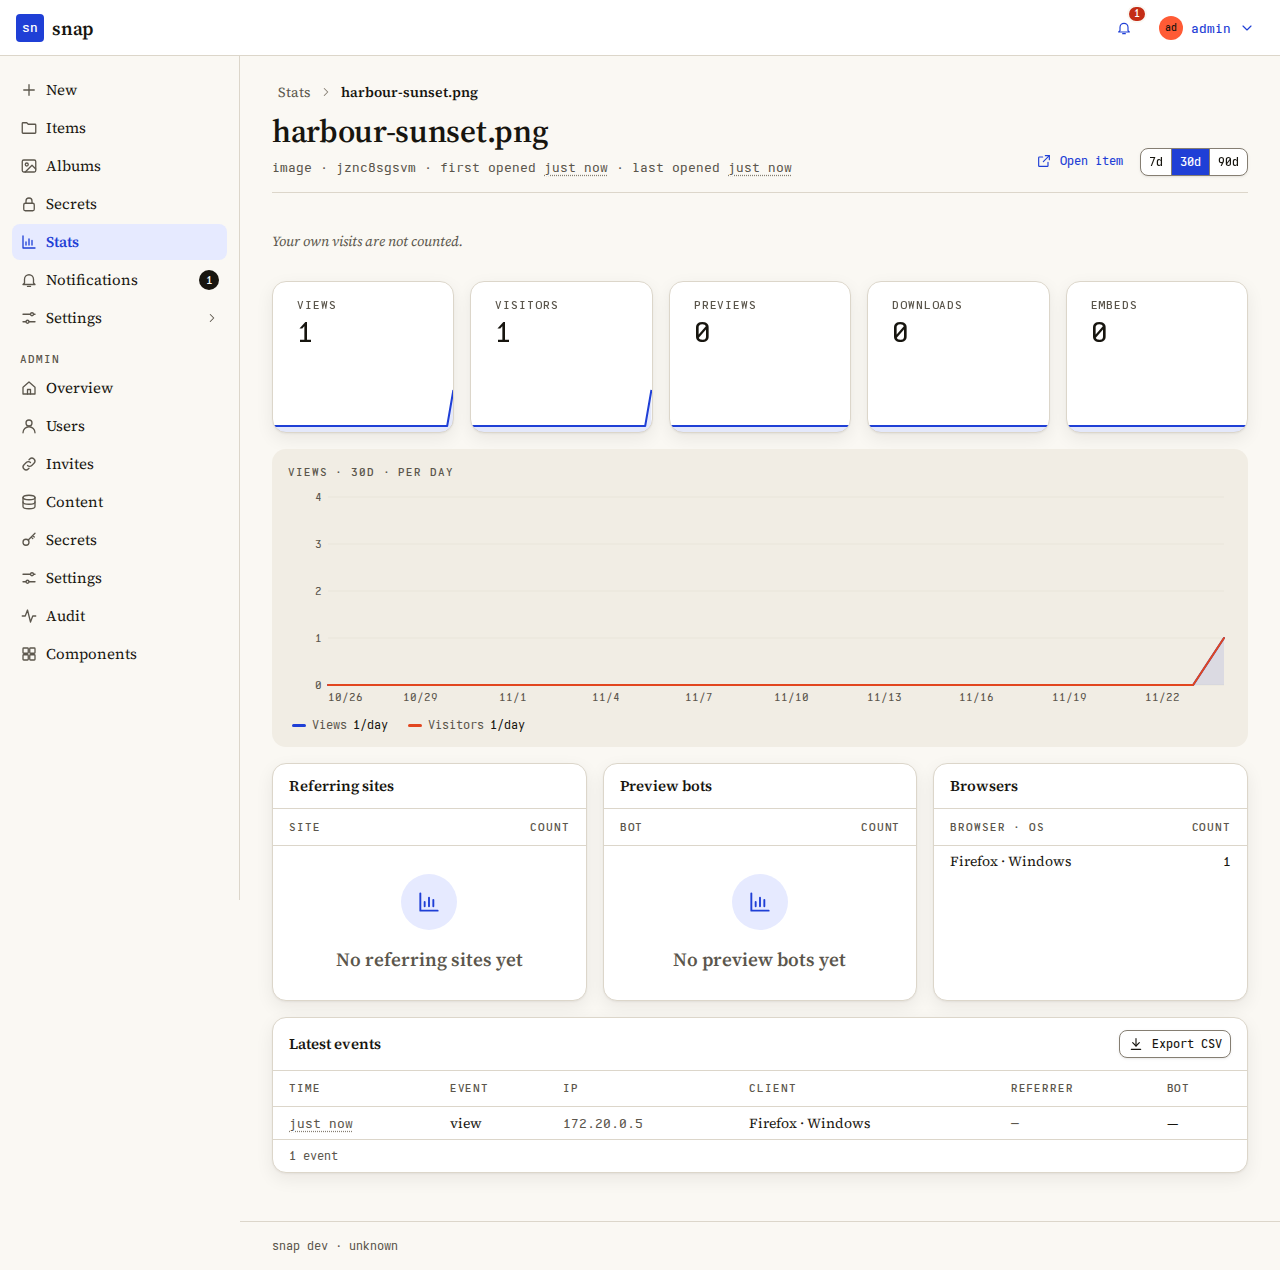 sn snap
1
ad admin
New
Items
Albums
Secrets
Stats
Notifications 1
Settings
ADMIN
Overview
Users
Invites
Content
Secrets
Settings
Audit
Components
Stats harbour-sunset.png
harbour-sunset.png
image · jznc8sgsvm · first opened just now · last opened just now
Open item 7d 30d 90d
Your own visits are not counted.
VIEWS
1
VISITORS
1
PREVIEWS
0
DOWNLOADS
0
EMBEDS
0
VIEWS · 30D · PER DAY
4
3
2
1
0
10/26 10/29 11/1 11/4 11/7 11/10 11/13 11/16 11/19 11/22
Views 1/day Visitors 1/day
Referring sites
SITE COUNT
No referring sites yet
Preview bots
BOT COUNT
No preview bots yet
Browsers
BROWSER · OS COUNT
Firefox · Windows 1
Latest events Export CSV
TIME EVENT IP CLIENT REFERRER BOT
just now view 172.20.0.5 Firefox · Windows — —
1 event
snap dev · unknown